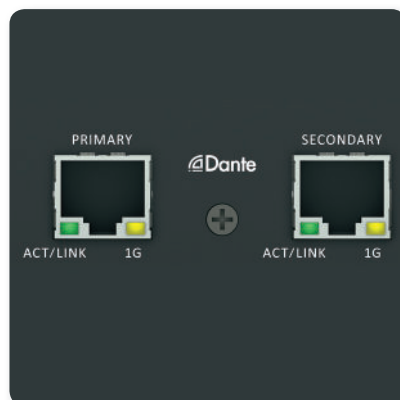 PRIMARY
Dante
SECONDARY
ACT/LINK 1G
ACT/LINK 1G